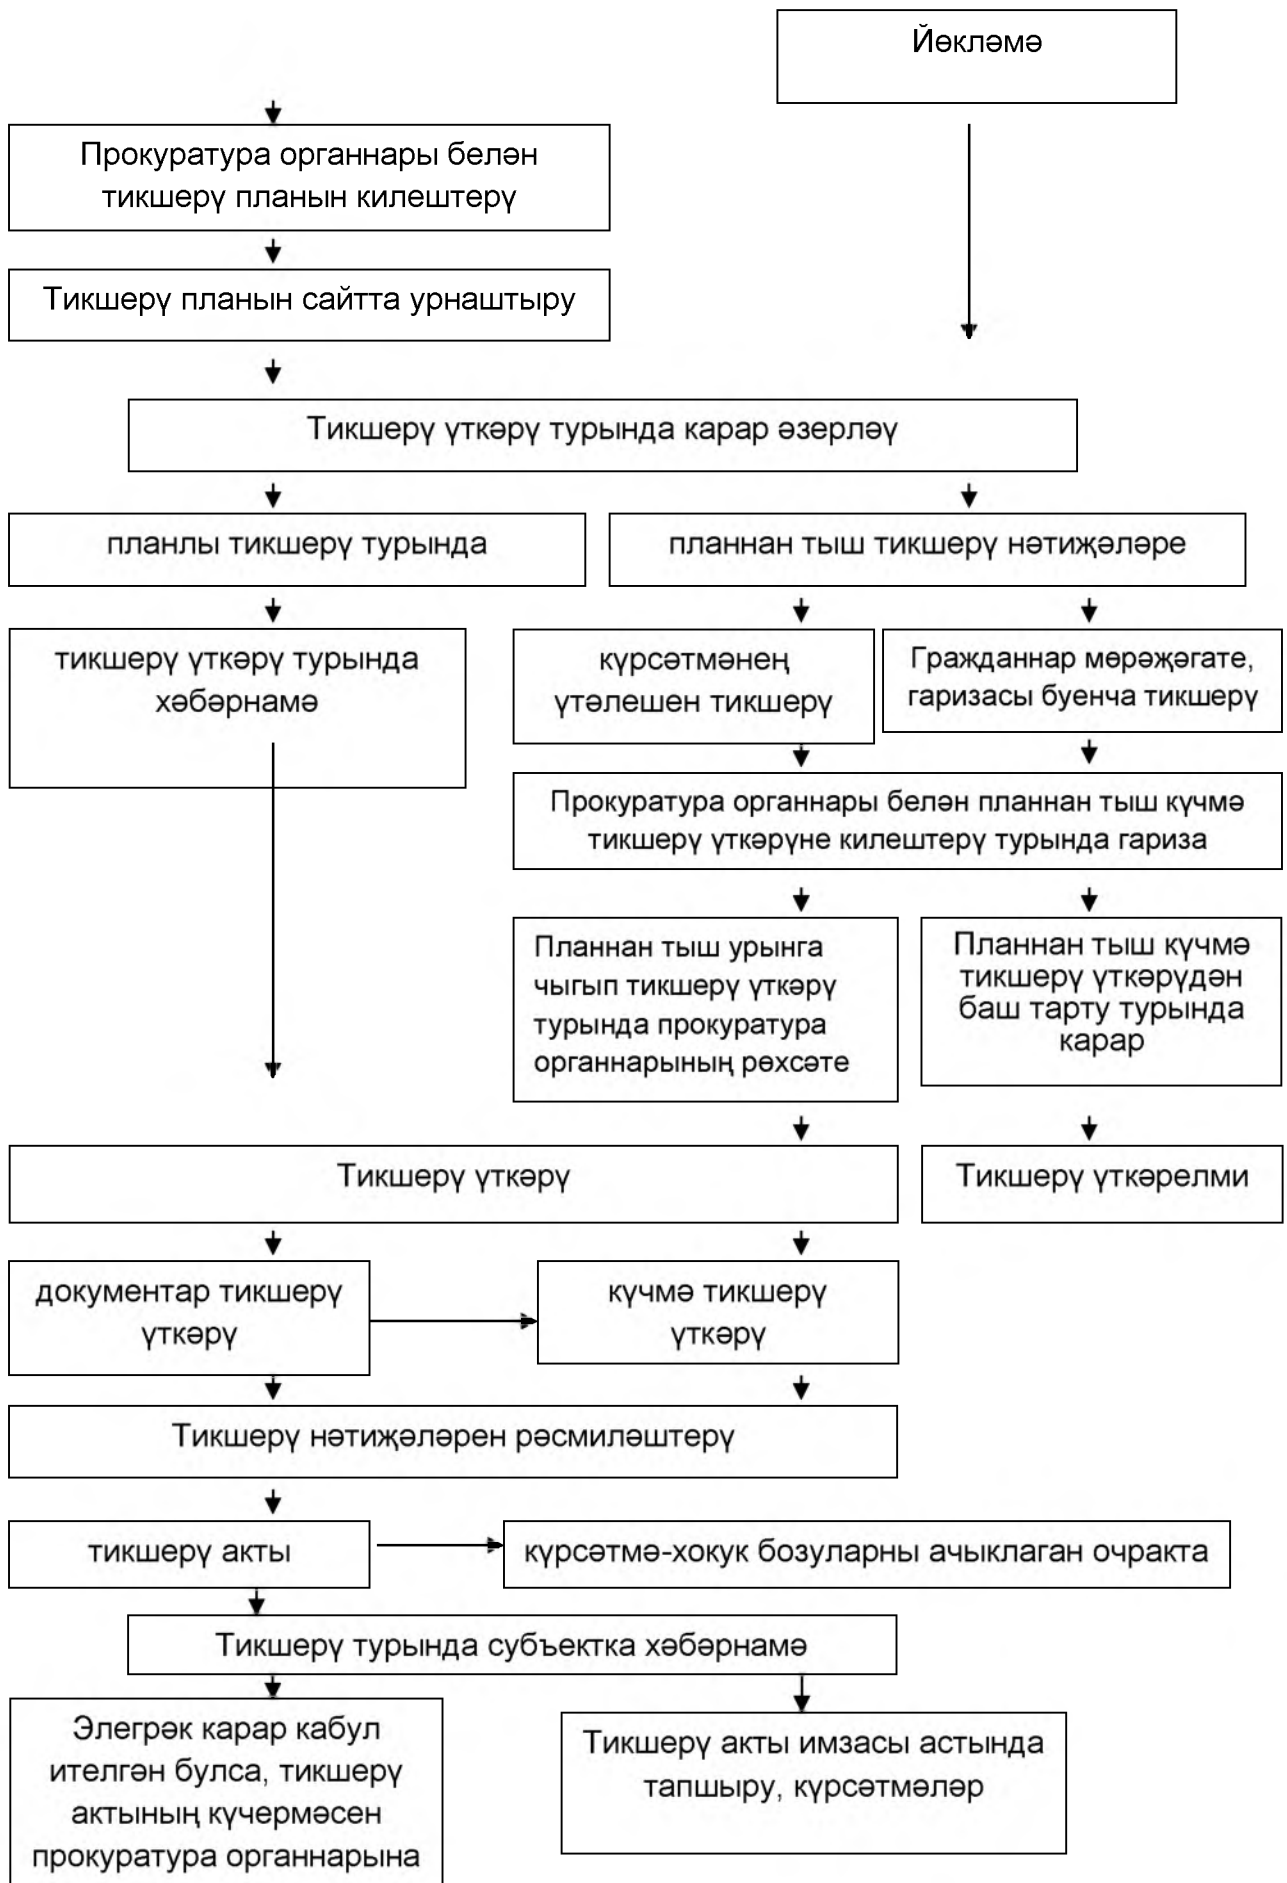 Йөкләмә
Прокуратура органнары белән
тикшерү планын килештерү
Тикшерү планын сайтта урнаштыру
Тикшерү үткәрү турында карар әзерләү
планлы тикшерү турында
планнан тыш тикшерү нәтиҗәләре
тикшерү үткәрү турында
хәбәрнамә
күрсәтмәнең
үтәлешен тикшерү
Гражданнар мөрәҗәгате,
гаризасы буенча тикшерү
Прокуратура органнары белән планнан тыш күчмә
тикшерү үткәрүне килештерү турында гариза
Планнан тыш урынга
чыгып тикшерү үткәрү
турында прокуратура
органнарының рөхсәте
Планнан тыш күчмә
тикшерү үткәрүдән
баш тарту турында
карар
Тикшерү үткәрү
Тикшерү үткәрелми
документар тикшерү
үткәрү
күчмә тикшерү
үткәрү
Тикшерү нәтиҗәләрен рәсмиләштерү
тикшерү акты
күрсәтмә-хокук бозуларны ачыклаган очракта
Тикшерү турында субъектка хәбәрнамә
Элегрәк карар кабул
ителгән булса, тикшерү
актының күчермәсен
прокуратура органнарына
Тикшерү акты имзасы астында
тапшыру, күрсәтмәләр